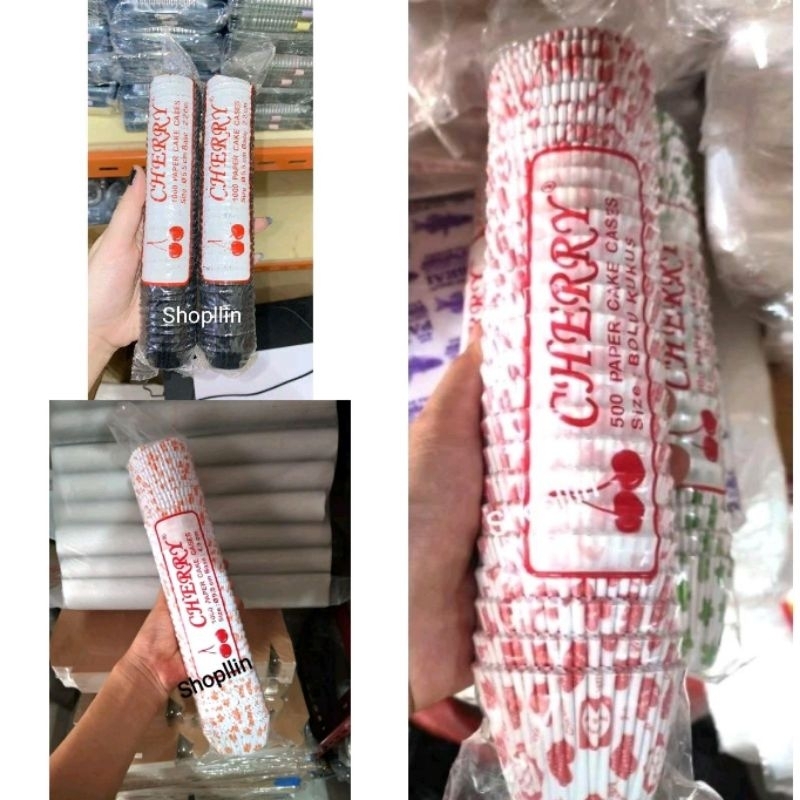 CHERRY
1000 PAPER CAKE CASES
CHERRY
1000 PAPER CAKE CASES
Shopllin
CHERRY®
PAPER CAKE CASES
Shopllin
CHERRY®
500 PAPER CAKE CASES
Size BOLU KUKUS
CHERRY